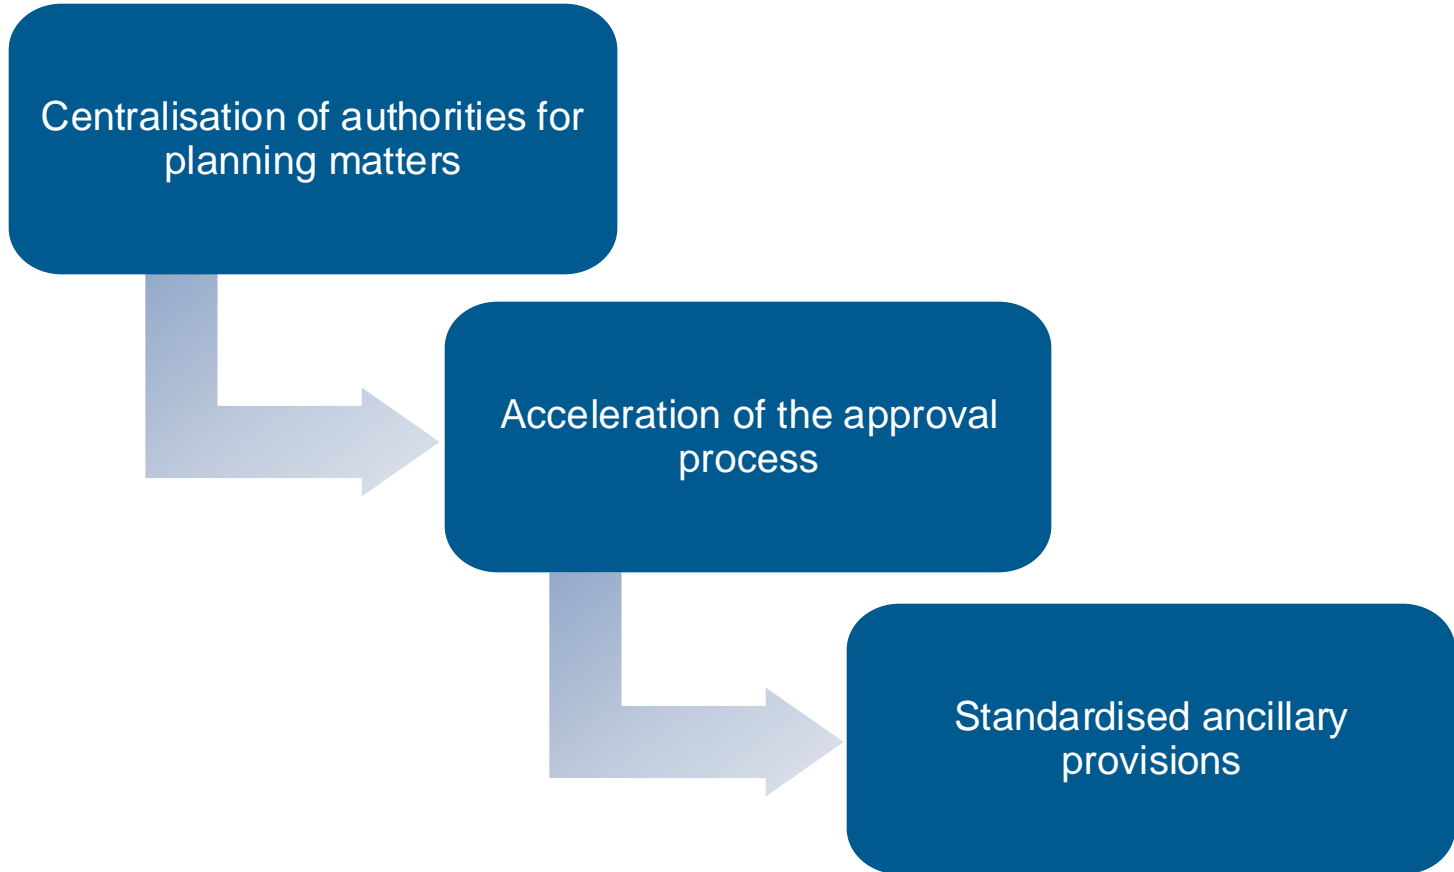 Centralisation of authorities for
planning matters
Acceleration of the approval
process
Standardised ancillary
provisions